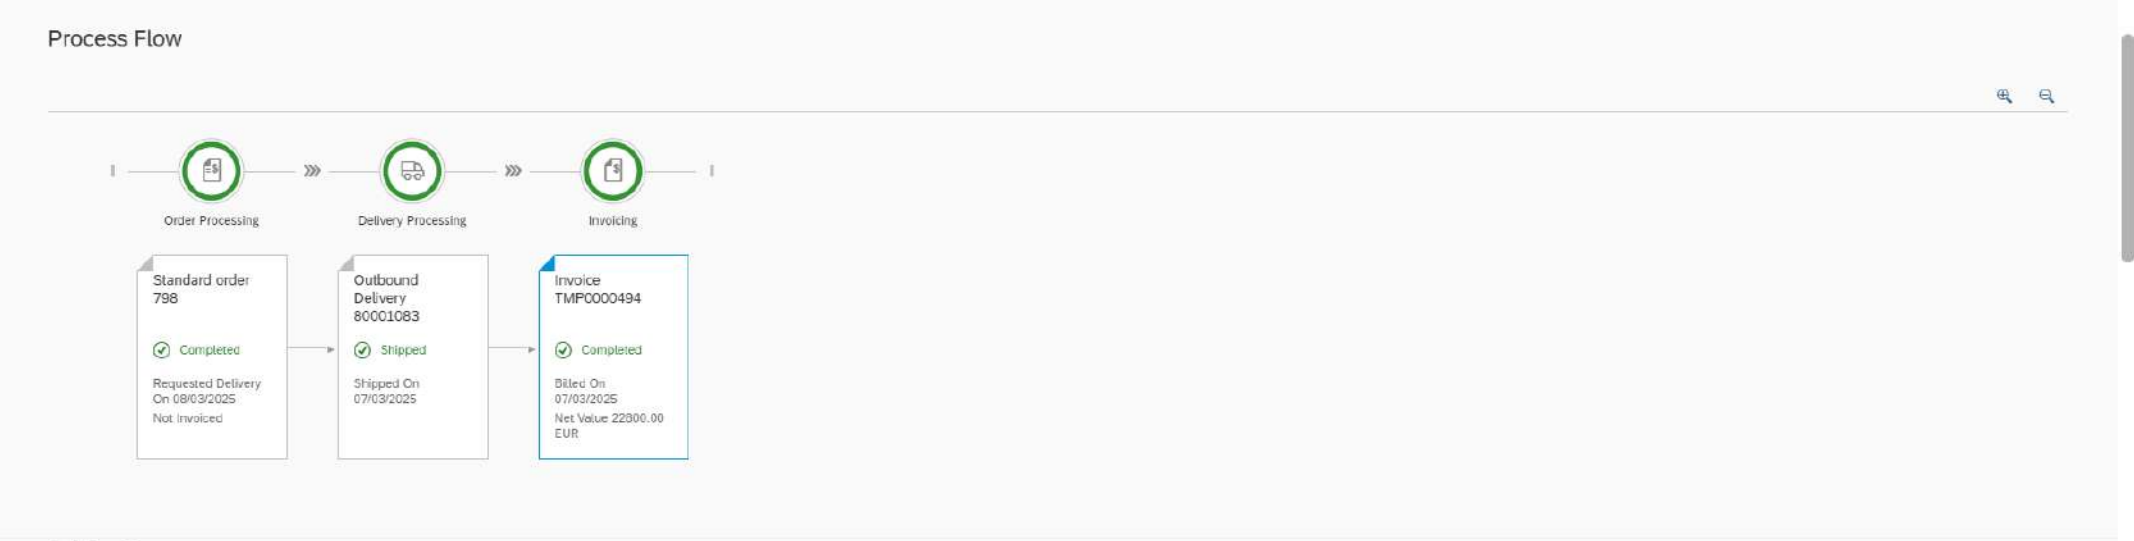 Process Flow
Order Processing
Delivery Processing
Invoicing
Standard order
798
Completed
Requested Delivery
On 08/03/2025
Not Invoiced
Outbound
Delivery
80001083
Shipped
Shipped On
07/03/2025
Invoice
TMP0000494
Completed
Billed On
07/03/2025
Net Value 22800.00
EUR